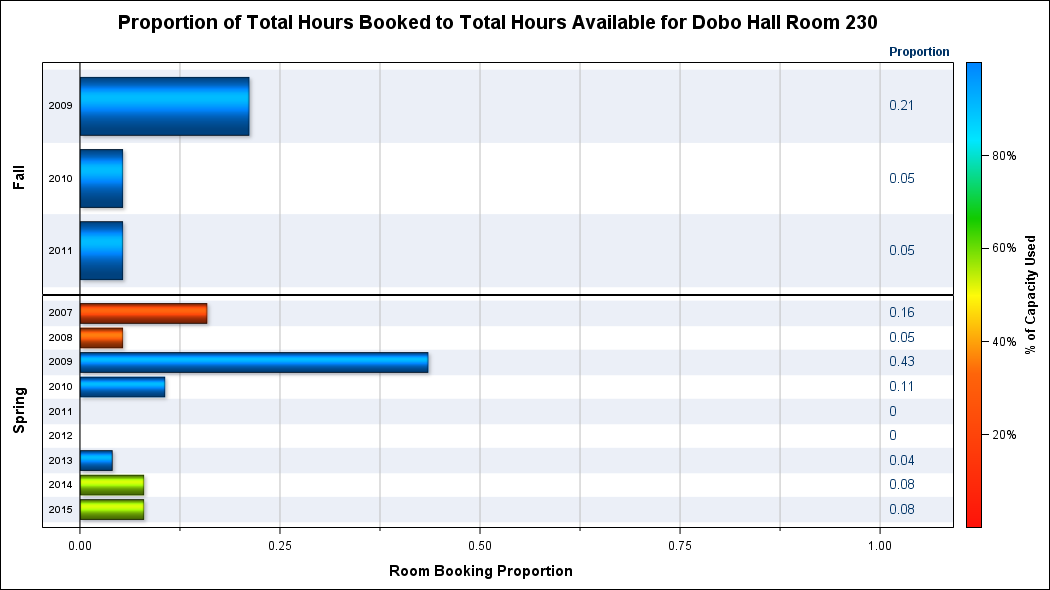 Proportion of Total Hours Booked to Total Hours Available for Dobo Hall Room 230
Proportion
Fall
2009 0.21
2010 0.05
2011 0.05
Spring
2007 0.16
2008 0.05
2009 0.43
2010 0.11
2011 0
2012 0
2013 0.04
2014 0.08
2015 0.08
0.00 0.25 0.50 0.75 1.00
Room Booking Proportion
80%
60%
40%
20%
% of Capacity Used